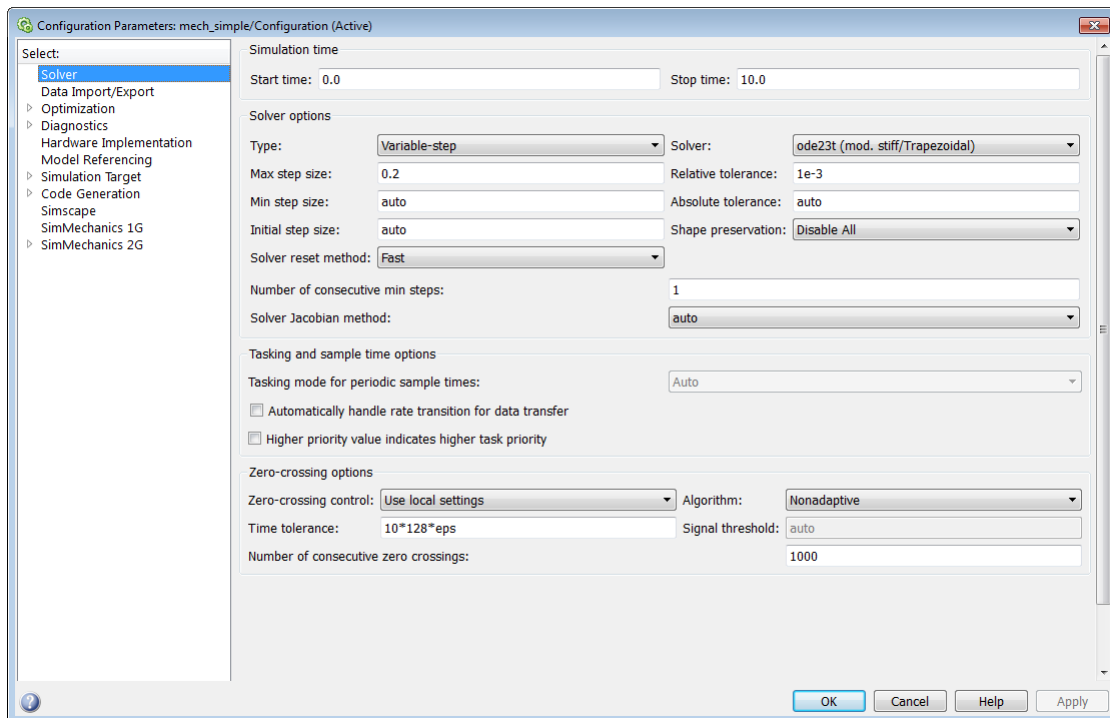 Configuration Parameters: mech_simple/Configuration (Active)
Select:
Solver
Data Import/Export
Optimization
Diagnostics
Hardware Implementation
Model Referencing
Simulation Target
Code Generation
Simscape
SimMechanics 1G
SimMechanics 2G
Simulation time
Start time: 0.0 Stop time: 10.0
Solver options
Type: Variable-step Solver: ode23t (mod. stiff/Trapezoidal)
Max step size: 0.2 Relative tolerance: 1e-3
Min step size: auto Absolute tolerance: auto
Initial step size: auto Shape preservation: Disable All
Solver reset method: Fast
Number of consecutive min steps: 1
Solver Jacobian method: auto
Tasking and sample time options
Tasking mode for periodic sample times: Auto
Automatically handle rate transition for data transfer
Higher priority value indicates higher task priority
Zero-crossing options
Zero-crossing control: Use local settings Algorithm: Nonadaptive
Time tolerance: 10*128*eps Signal threshold: auto
Number of consecutive zero crossings: 1000
? OK Cancel Help Apply